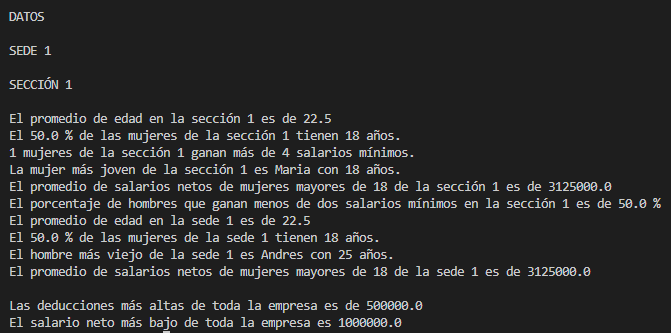 DATOS
SEDE 1
SECCIÓN 1
El promedio de edad en la sección 1 es de 22.5
El 50.0 % de las mujeres de la sección 1 tienen 18 años.
1 mujeres de la sección 1 ganan más de 4 salarios mínimos.
La mujer más joven de la sección 1 es Maria con 18 años.
El promedio de salarios netos de mujeres mayores de 18 de la sección 1 es de 3125000.0
El porcentaje de hombres que ganan menos de dos salarios mínimos en la sección 1 es de 50.0 %
El promedio de edad en la sede 1 es de 22.5
El 50.0 % de las mujeres de la sede 1 tienen 18 años.
El hombre más viejo de la sede 1 es Andres con 25 años.
El promedio de salarios netos de mujeres mayores de 18 de la sede 1 es de 3125000.0
Las deducciones más altas de toda la empresa es de 500000.0
El salario neto más bajo de toda la empresa es 1000000.0